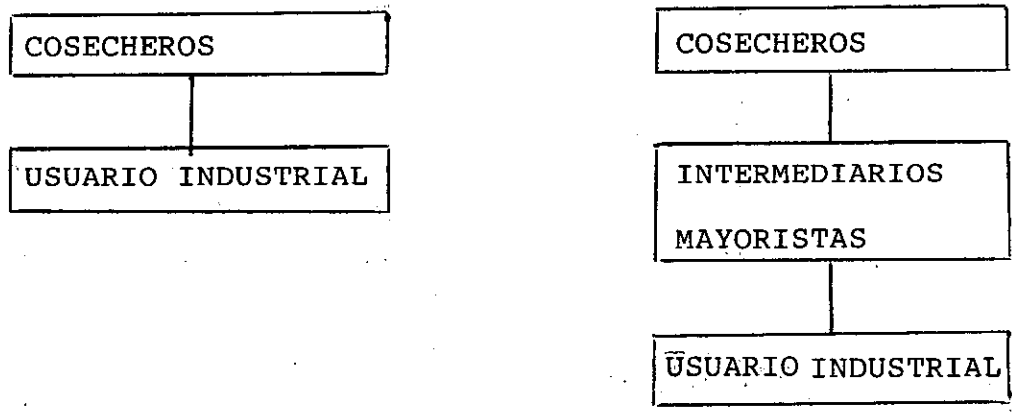 COSECHEROS
USUARIO INDUSTRIAL
COSECHEROS
INTERMEDIARIOS
MAYORISTAS
USUARIO INDUSTRIAL